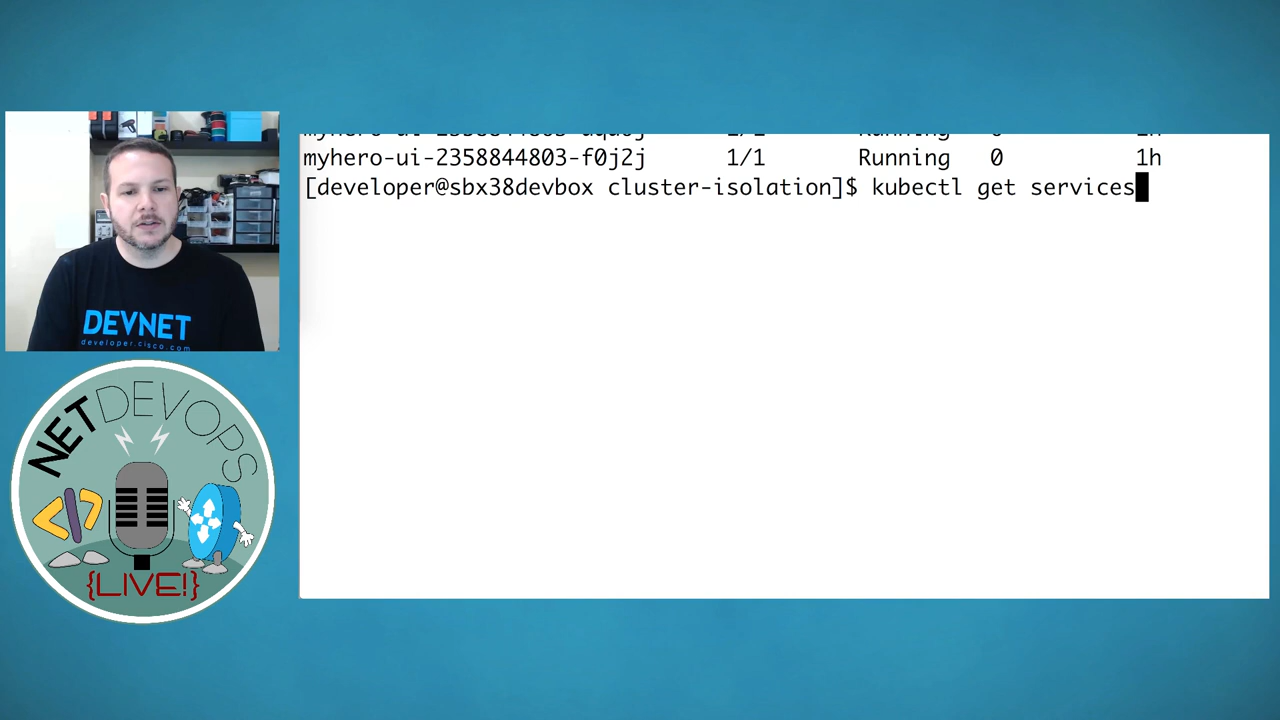 myhero-ui-2358844803-f0j2j 1/1 Running 0 1h
[developer@sbx38devbox cluster-isolation]$ kubectl get services
DEVNET
developer.cisco.com
NETDEVOPS
{LIVE!}